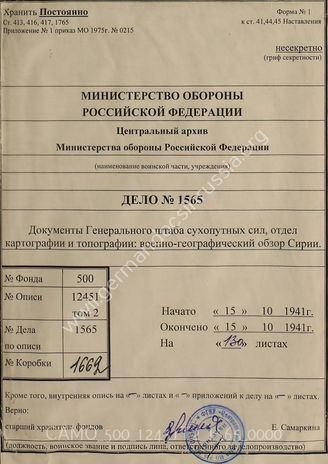 Хранить Постоянно Форма № 1
Ст. 413, 416, 417, 1765 к ст. 41,44,45 Наставления
Приложение № 1 приказ МО 1975г. № 0215
несекретно
(гриф секретности)
МИНИСТЕРСТВО ОБОРОНЫ
РОССИЙСКОЙ ФЕДЕРАЦИИ
Центральный архив
Министерства обороны Российской Федерации
(наименование воинской части, учреждения)
ДЕЛО № 1565
Документы Генерального штаба сухопутных сил, отдел
картографии и топографии: военно-географический обзор Сирии.
№ Фонда 500
№ Описи 12451
том 2
№ Дела 1565
по описи
№ Коробки 1662
Начато « 15 » 10 1941г.
Окончено « 15 » 10 1941г.
На «130» листах
Кроме того, внутренняя опись на «–» листах и « » приложений к делу на «–» листах.
Верно:
старший хранитель фондов Е. Самаркина
(должность, воинское звание и подпись лица, ответственного за делопроизводство)
www.germandocsinrussia.org